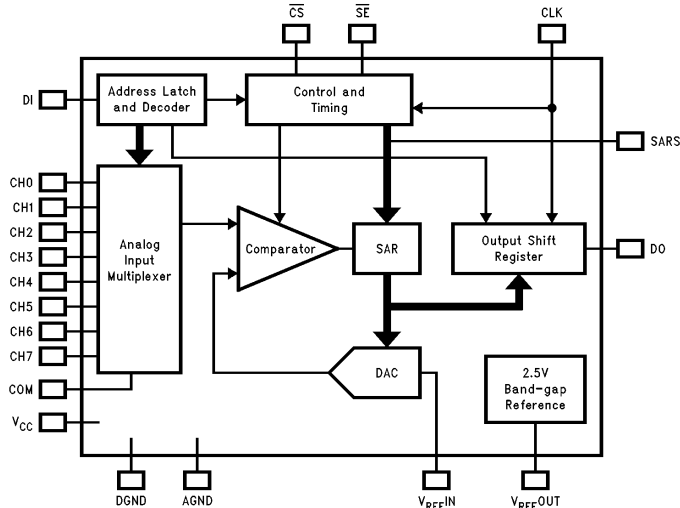 CS
SE
CLK
DI
Address Latch
and Decoder
Control and
Timing
SARS
CH0
CH1
CH2
CH3
CH4
CH5
CH6
CH7
COM
VCC
Analog
Input
Multiplexer
Comparator
SAR
Output Shift
Register
DO
DAC
2.5V
Band-gap
Reference
DGND
AGND
VREFIN
VREFOUT